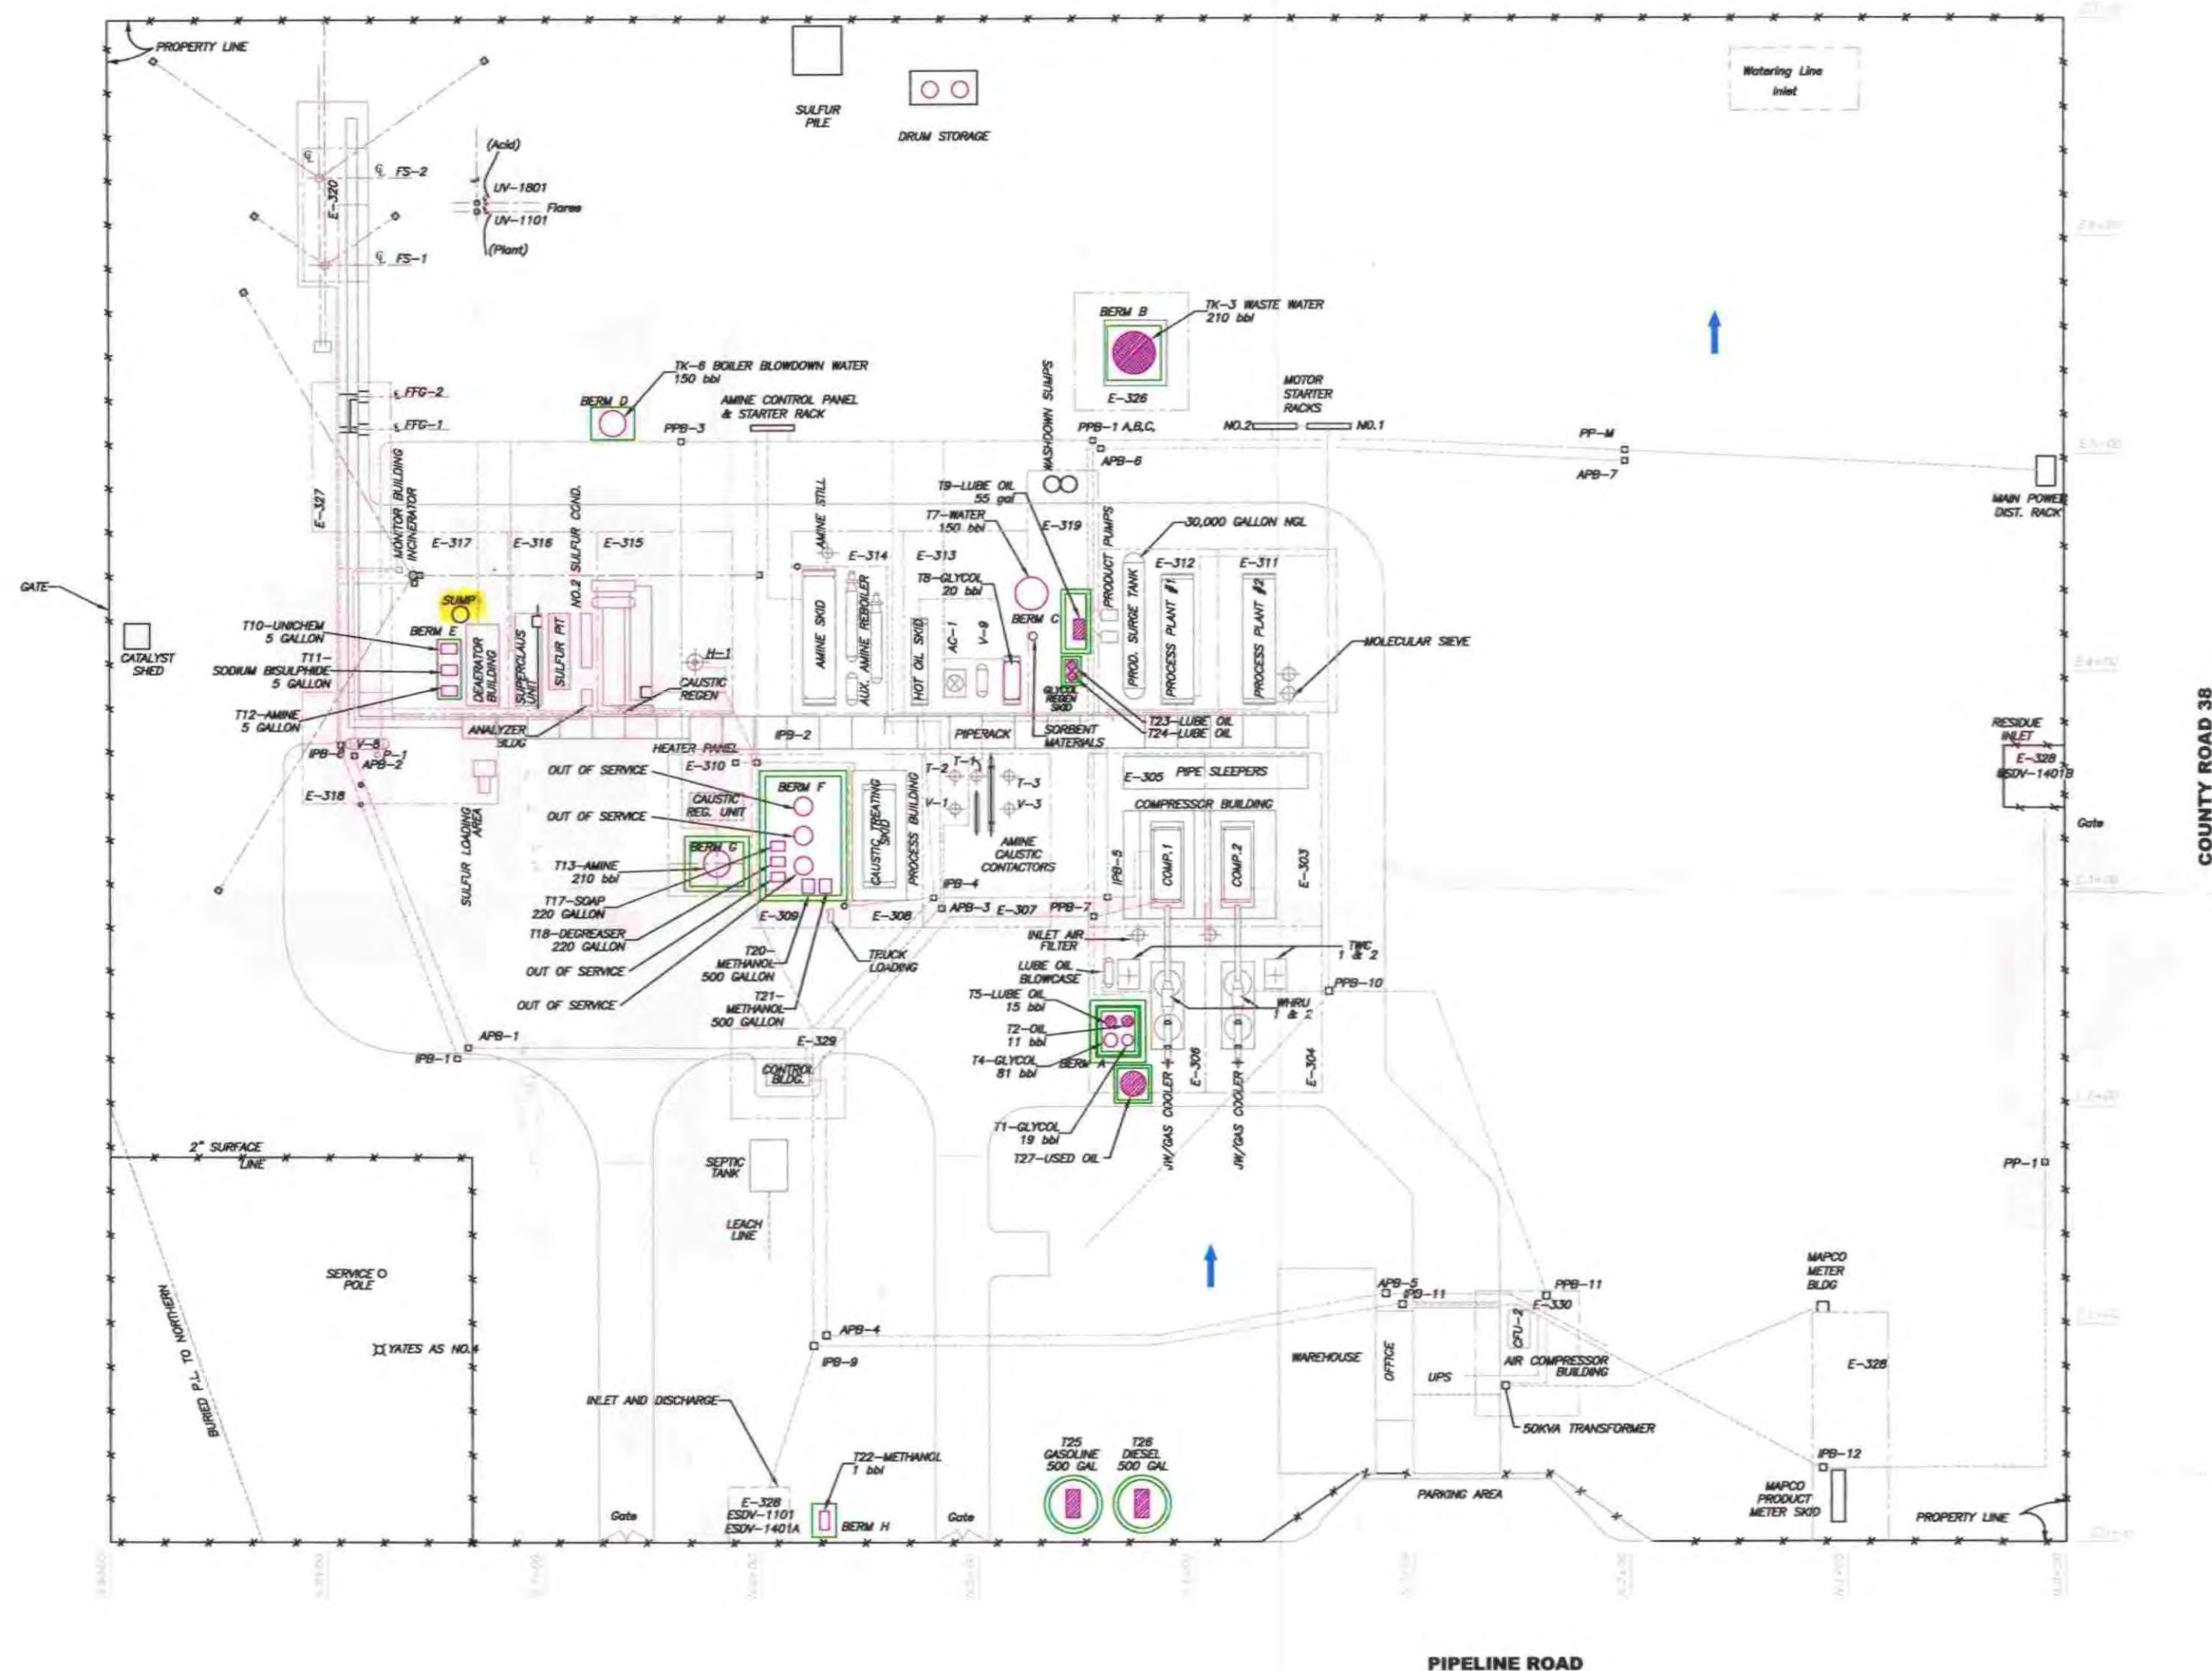 PROPERTY LINE
SULFUR
PILE
DRUM STORAGE
Watering Line
Inlet
(Acid)
UV-1801
Flares
UV-1101
(Plant)
FS-2
E-320
FS-1
BERM B
TK-3 WASTE WATER
210 bbl
E-326
TK-6 BOILER BLOWDOWN WATER
150 bbl
BERM D
AMINE CONTROL PANEL
& STARTER RACK
PPB-3
FFG-2
FFG-1
WASHDOWN SUMPS
MOTOR
STARTER
RACKS
NO.2
NO.1
PPB-1 A,B,C,
APB-6
PP-M
APB-7
MAIN POWER
DIST. RACK
E-327
MONITOR BUILDING
INCINERATOR
E-317
E-316
NO.2 SULFUR COND.
E-315
AMINE STILL
E-314
E-313
T9-LUBE OIL
55 gal
T7-WATER
150 bbl
E-319
T8-GLYCOL
20 bbl
PRODUCT PUMPS
30,000 GALLON NGL
E-312
E-311
GATE
CATALYST
SHED
SUMP
BERM E
T10-UNICHEM
5 GALLON
T11-
SODIUM BISULPHIDE
5 GALLON
T12-AMINE
5 GALLON
DEAERATOR
BUILDING
SUPERCLAUS
UNIT
SULFUR PIT
H-1
CAUSTIC
REGEN
AMINE SKID
AUX. AMINE REBOILER
HOT OIL SKID
AC-1
V-9
BERM C
GLYCOL
REGEN
SKID
PROD. SURGE TANK
PROCESS PLANT #1
PROCESS PLANT #2
MOLECULAR SIEVE
T23-LUBE OIL
T24-LUBE OIL
SORBENT
MATERIALS
ANALYZER
BLDG
IPB-2
PIPERACK
HEATER PANEL
E-310
V-8
P-1
IPB-6
APB-2
E-318
SULFUR LOADING
AREA
OUT OF SERVICE
OUT OF SERVICE
CAUSTIC
REG. UNIT
BERM F
BERM G
T13-AMINE
210 bbl
T17-SOAP
220 GALLON
T18-DEGREASER
220 GALLON
OUT OF SERVICE
OUT OF SERVICE
E-309
E-308
T20-
METHANOL
500 GALLON
T21-
METHANOL
500 GALLON
TRUCK
LOADING
CAUSTIC TREATING
SKID
PROCESS BUILDING
T-2
T-1
T-3
V-1
V-3
AMINE
CAUSTIC
CONTACTORS
IPB-4
APB-3
E-307
PPB-7
IPB-5
E-305
PIPE SLEEPERS
COMPRESSOR BUILDING
COMP.1
COMP.2
E-303
INLET AIR
FILTER
TWC
1 & 2
LUBE OIL
BLOWCASE
PPB-10
WHRU
1 & 2
T5-LUBE OIL
15 bbl
T2-OIL
11 bbl
T4-GLYCOL
81 bbl
BERM A
T1-GLYCOL
19 bbl
T27-USED OIL
JW/GAS COOLER
E-306
JW/GAS COOLER
E-304
RESIDUE
INLET
E-328
ESDV-1401B
Gate
COUNTY ROAD 38
APB-1
IPB-1
E-329
CONTROL
BLDG.
SEPTIC
TANK
LEACH
LINE
2" SURFACE
LINE
BURIED P.L. TO NORTHERN
SERVICE
POLE
YATES AS NO.4
PP-1
APB-4
IPB-9
INLET AND DISCHARGE
T22-METHANOL
1 bbl
E-328
ESDV-1101
ESDV-1401A
BERM H
Gate
Gate
T25
GASOLINE
500 GAL
T26
DIESEL
500 GAL
APB-5
IPB-11
PPB-11
E-330
CFU-2
WAREHOUSE
OFFICE
UPS
AIR COMPRESSOR
BUILDING
50KVA TRANSFORMER
PARKING AREA
MAPCO
METER
BLDG
E-328
IPB-12
MAPCO
PRODUCT
METER SKID
PROPERTY LINE
PIPELINE ROAD